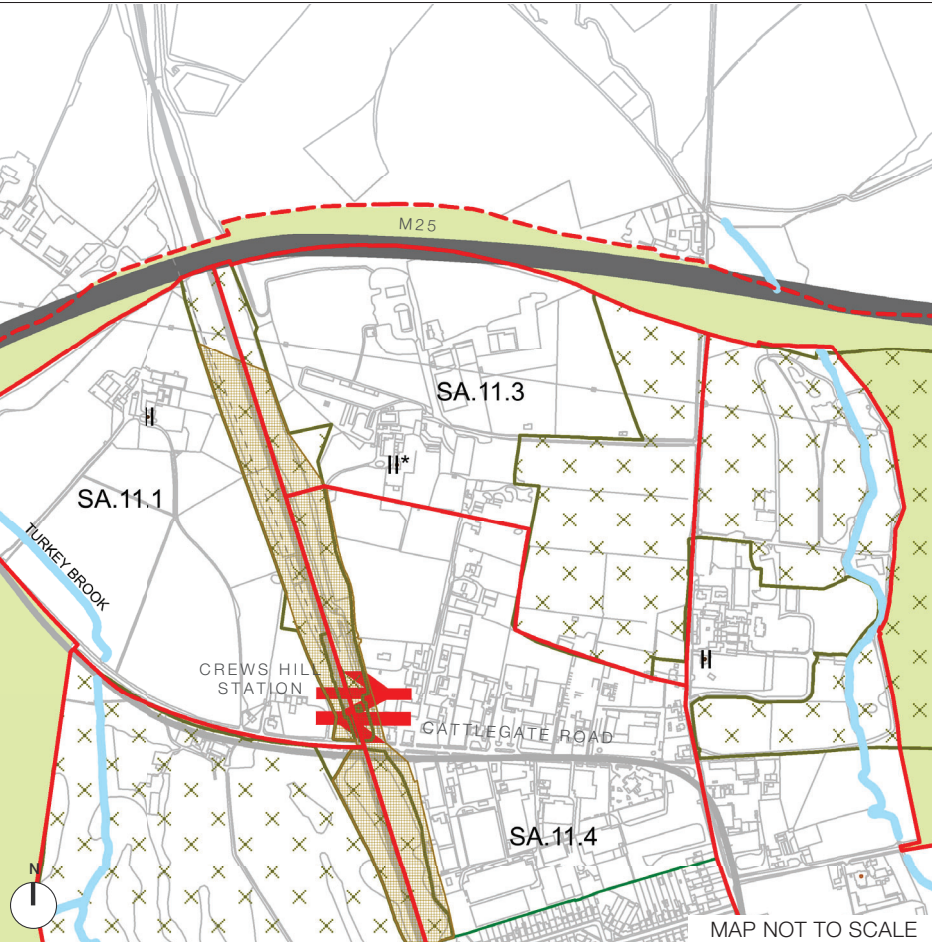 M25
SA.11.3
II
II*
SA.11.1
TURKEY BROOK
CREWS HILL
STATION
II
CATTLEGATE ROAD
SA.11.4
N
MAP NOT TO SCALE